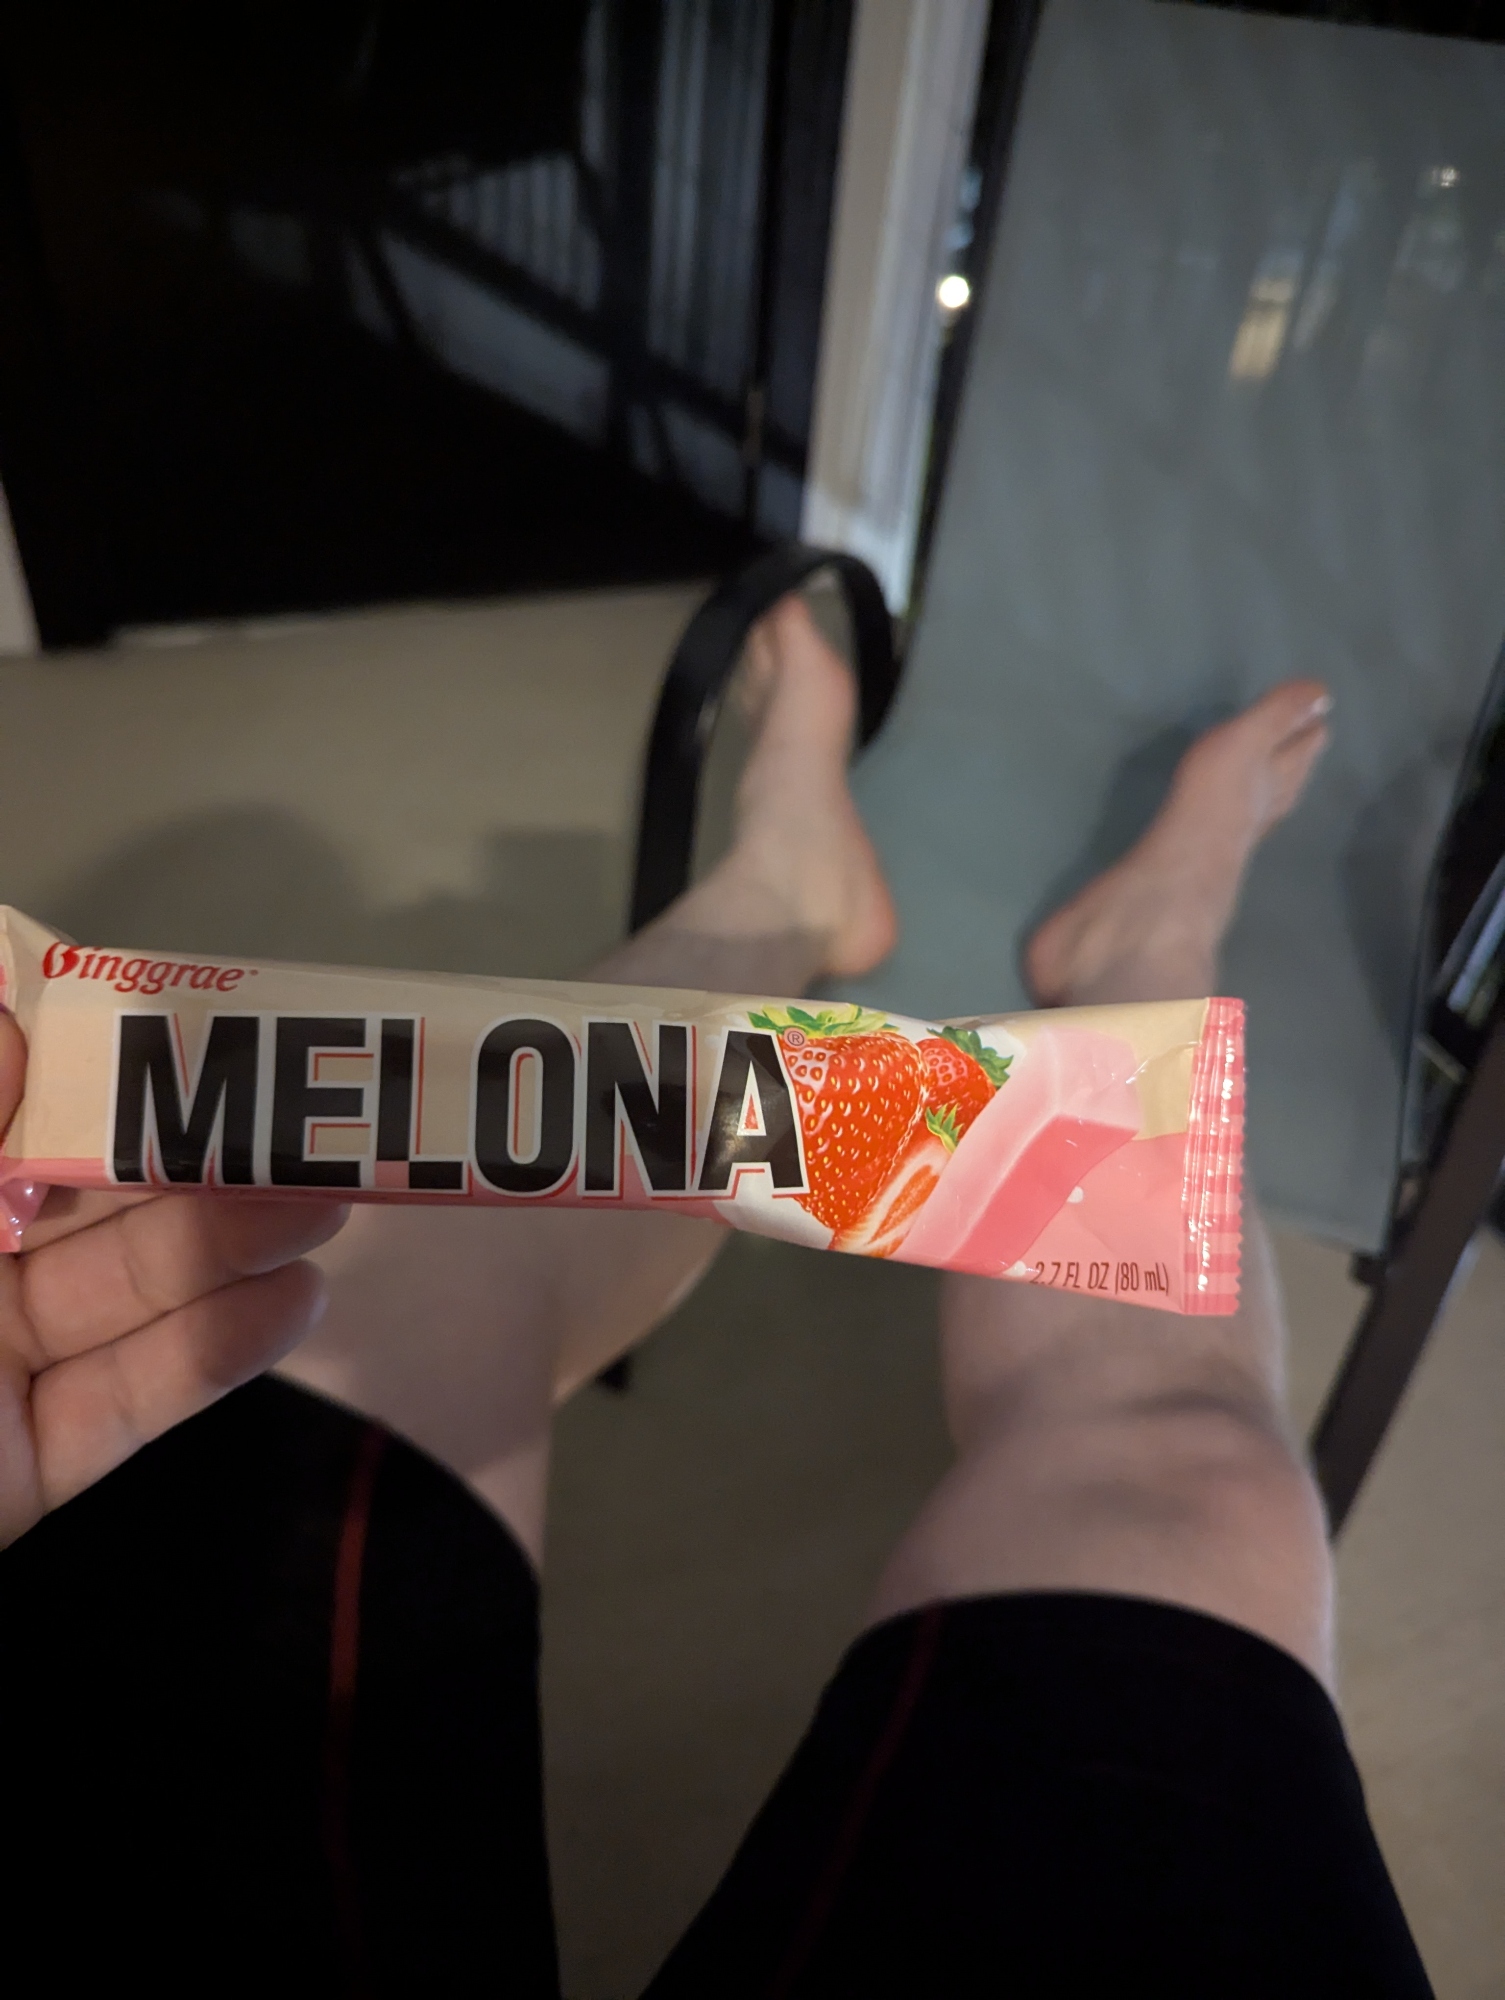 Binggrae®
MELONA®
2.7 FL OZ (80 mL)